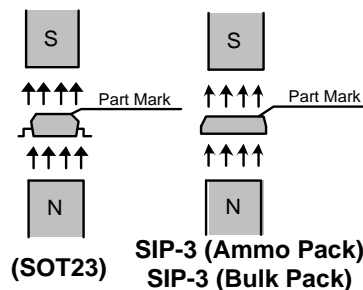 S
S
Part Mark
Part Mark
N
N
(SOT23)
SIP-3 (Ammo Pack)
SIP-3 (Bulk Pack)